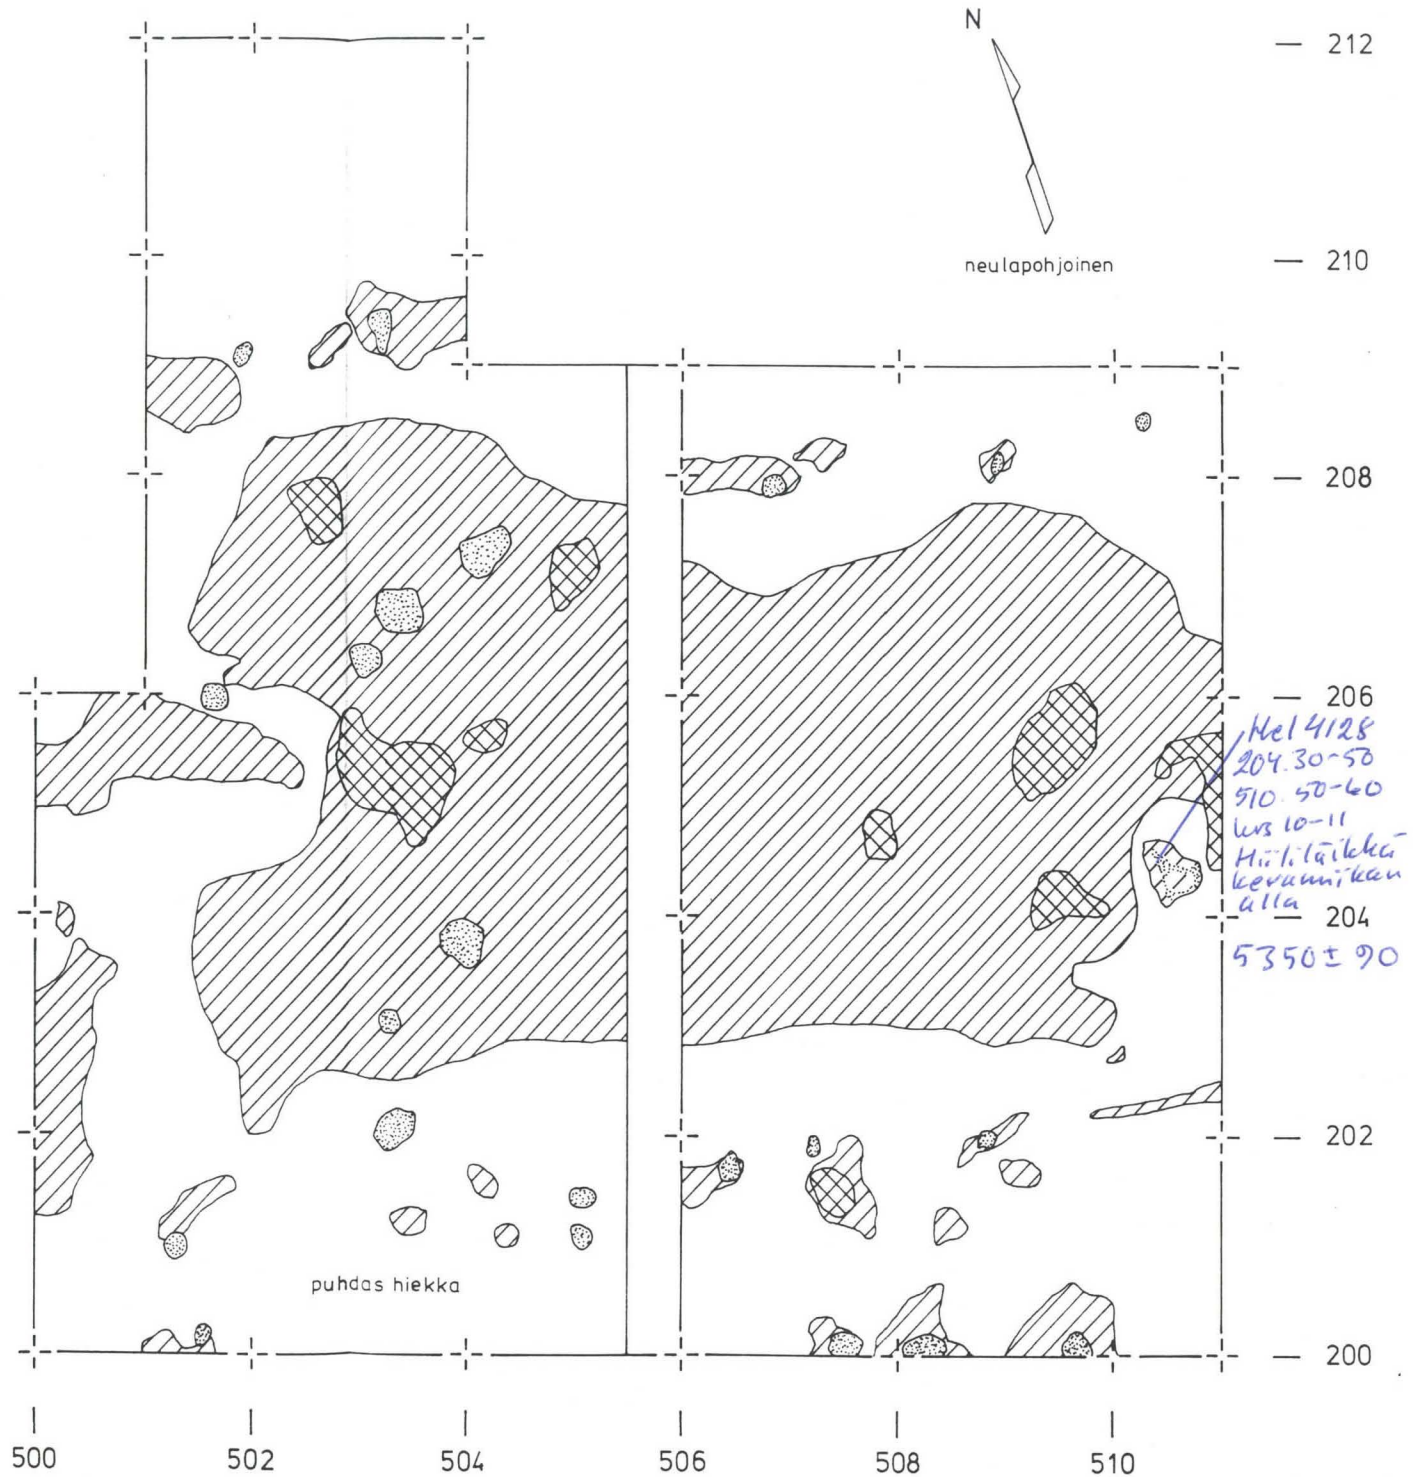 N
212
neulapohjoinen
210
208
206
Hel 4128
204.30-50
510.50-60
krs 10-11
Hiililäikkä
keramiikan
alla
204
5350 ± 90
202
puhdas hiekka
200
500 502 504 506 508 510